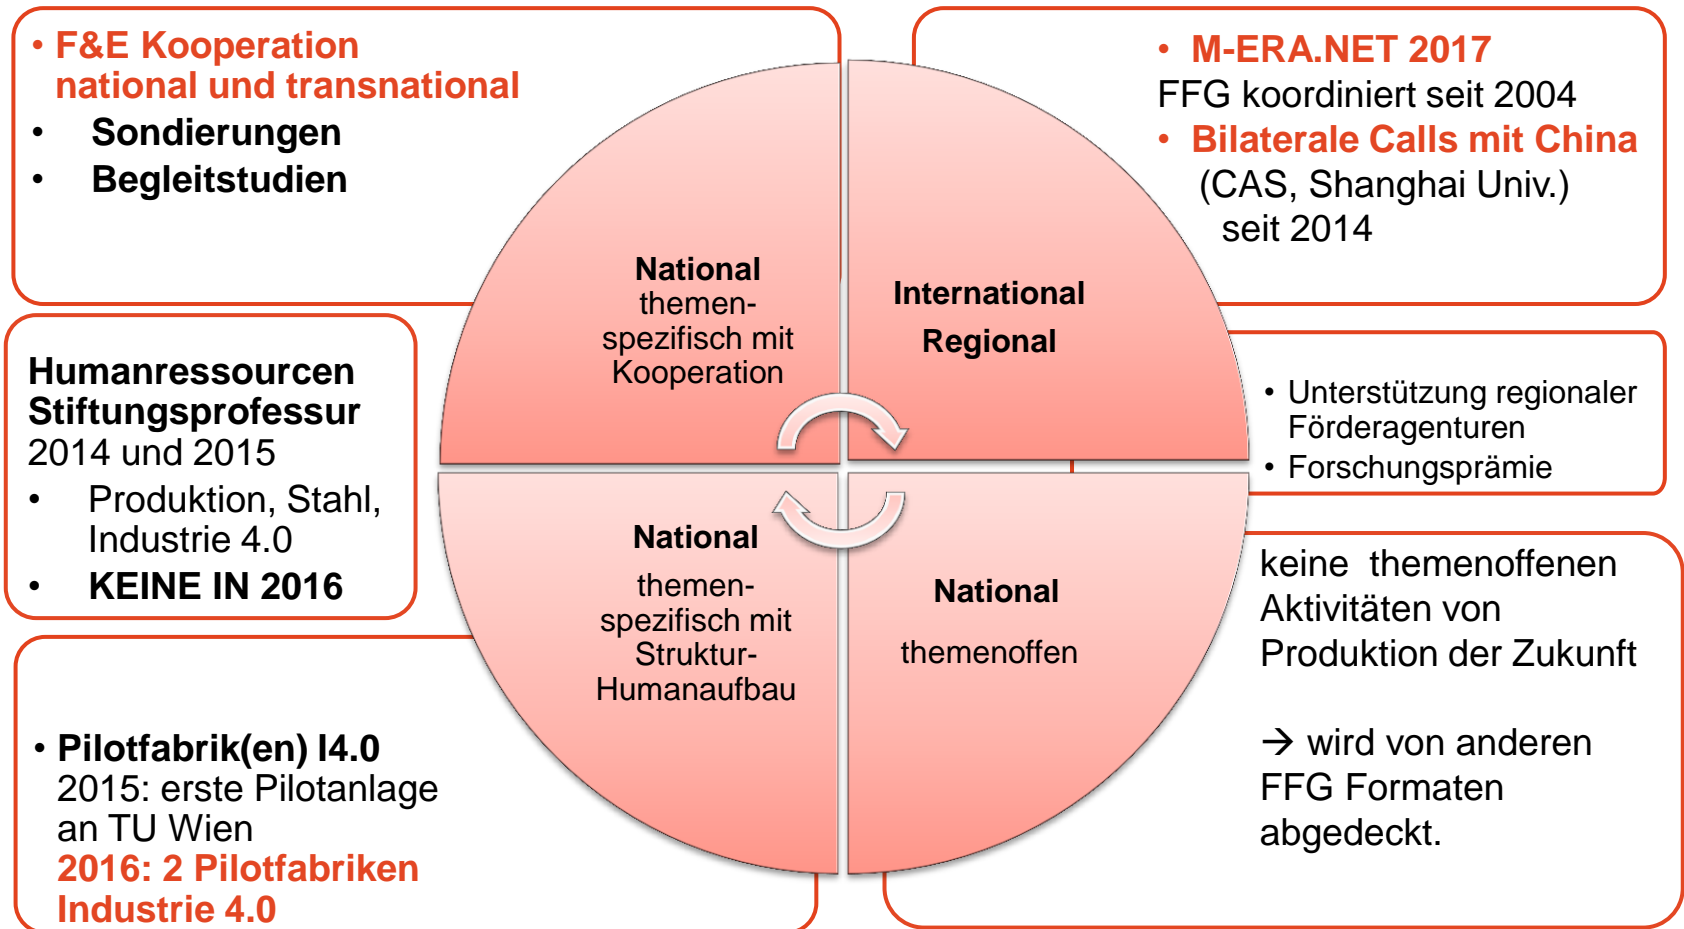 • F&E Kooperation
national und transnational
• Sondierungen
• Begleitstudien
• M-ERA.NET 2017
FFG koordiniert seit 2004
• Bilaterale Calls mit China
(CAS, Shanghai Univ.)
seit 2014
National
themen-
spezifisch mit
Kooperation
International
Regional
Humanressourcen
Stiftungsprofessur
2014 und 2015
• Produktion, Stahl,
Industrie 4.0
• KEINE IN 2016
• Unterstützung regionaler
Förderagenturen
• Forschungsprämie
National
themen-
spezifisch mit
Struktur-
Humanaufbau
National
themenoffen
keine themenoffenen
Aktivitäten von
Produktion der Zukunft
→ wird von anderen
FFG Formaten
abgedeckt.
• Pilotfabrik(en) I4.0
2015: erste Pilotanlage
an TU Wien
2016: 2 Pilotfabriken
Industrie 4.0